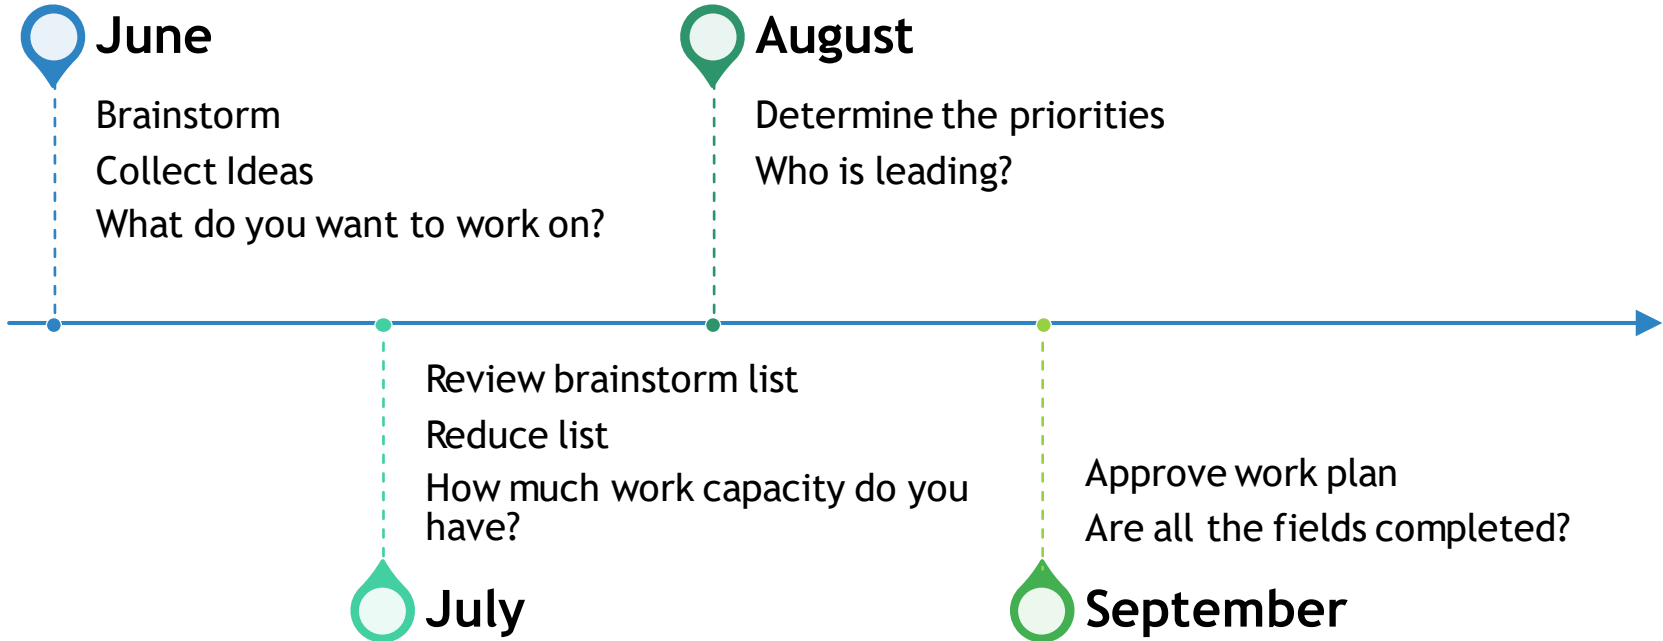 June
Brainstorm
Collect Ideas
What do you want to work on?
August
Determine the priorities
Who is leading?
Review brainstorm list
Reduce list
How much work capacity do you
have?
July
Approve work plan
Are all the fields completed?
September